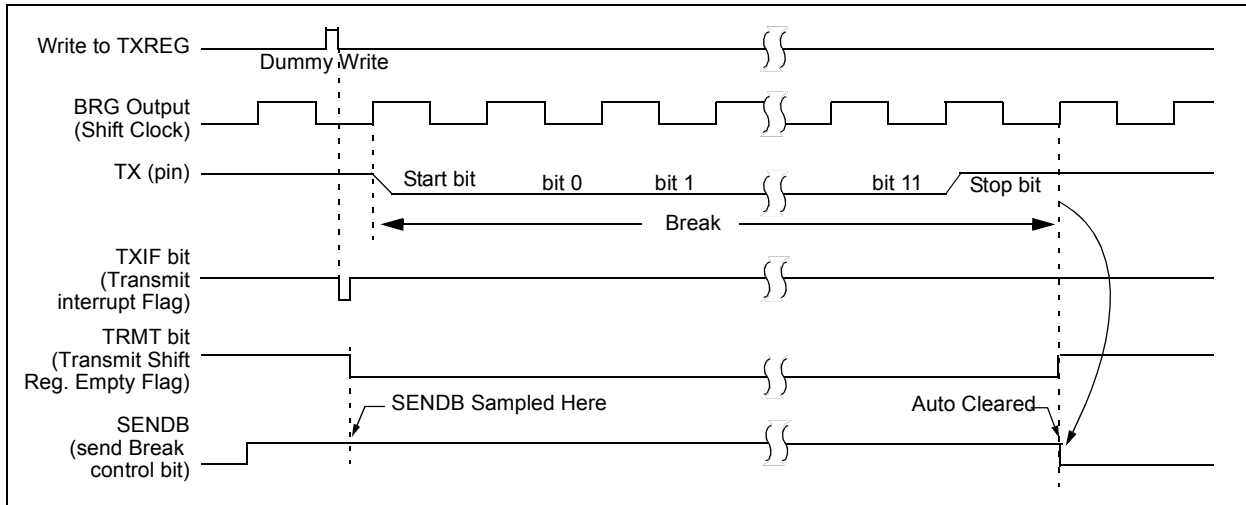 Write to TXREG
Dummy Write
BRG Output
(Shift Clock)
TX (pin)
Start bit
bit 0
bit 1
bit 11
Stop bit
Break
TXIF bit
(Transmit
interrupt Flag)
TRMT bit
(Transmit Shift
Reg. Empty Flag)
SENDB Sampled Here
Auto Cleared
SENDB
(send Break
control bit)